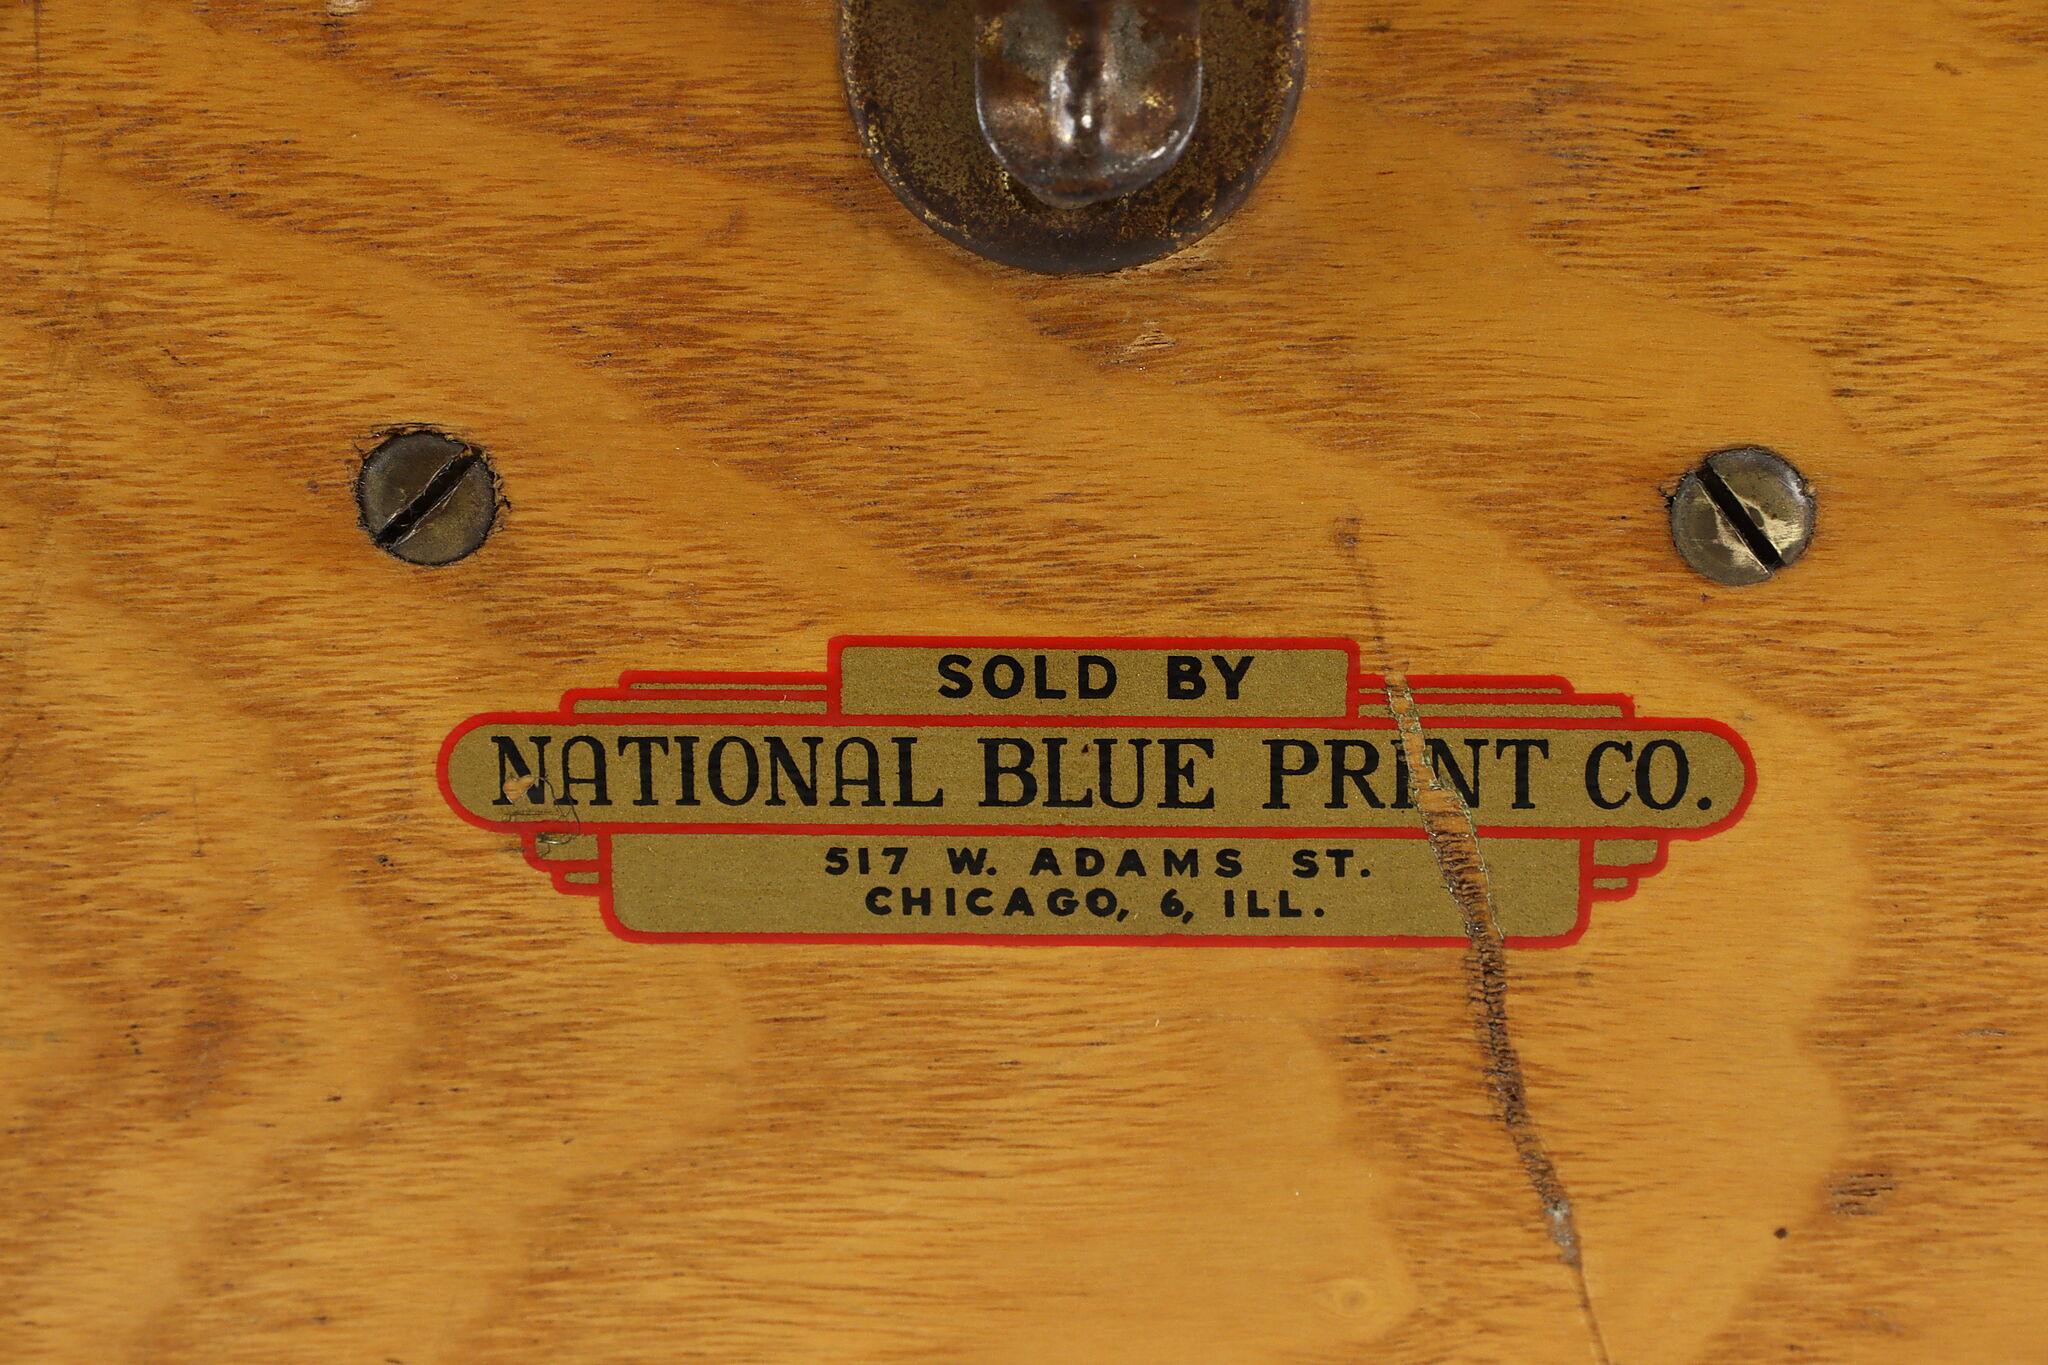 SOLD BY
NATIONAL BLUE PRINT CO.
517 W. ADAMS ST.
CHICAGO, 6, ILL.